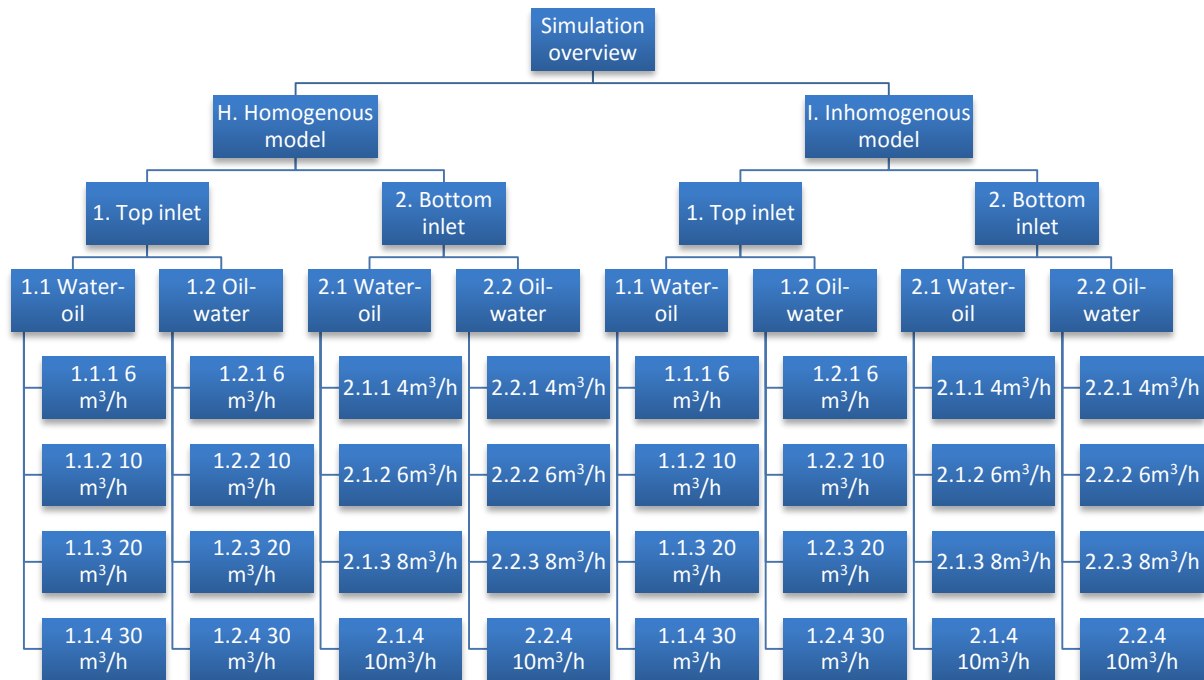 Simulation
overview
H. Homogenous
model
I. Inhomogenous
model
1. Top inlet
2. Bottom
inlet
1. Top inlet
2. Bottom
inlet
1.1 Water-
oil
1.2 Oil-
water
2.1 Water-
oil
2.2 Oil-
water
1.1 Water-
oil
1.2 Oil-
water
2.1 Water-
oil
2.2 Oil-
water
1.1.1 6
m³/h
1.2.1 6
m³/h
2.1.1 4m³/h
2.2.1 4m³/h
1.1.1 6
m³/h
1.2.1 6
m³/h
2.1.1 4m³/h
2.2.1 4m³/h
1.1.2 10
m³/h
1.2.2 10
m³/h
2.1.2 6m³/h
2.2.2 6m³/h
1.1.2 10
m³/h
1.2.2 10
m³/h
2.1.2 6m³/h
2.2.2 6m³/h
1.1.3 20
m³/h
1.2.3 20
m³/h
2.1.3 8m³/h
2.2.3 8m³/h
1.1.3 20
m³/h
1.2.3 20
m³/h
2.1.3 8m³/h
2.2.3 8m³/h
1.1.4 30
m³/h
1.2.4 30
m³/h
2.1.4
10m³/h
2.2.4
10m³/h
1.1.4 30
m³/h
1.2.4 30
m³/h
2.1.4
10m³/h
2.2.4
10m³/h